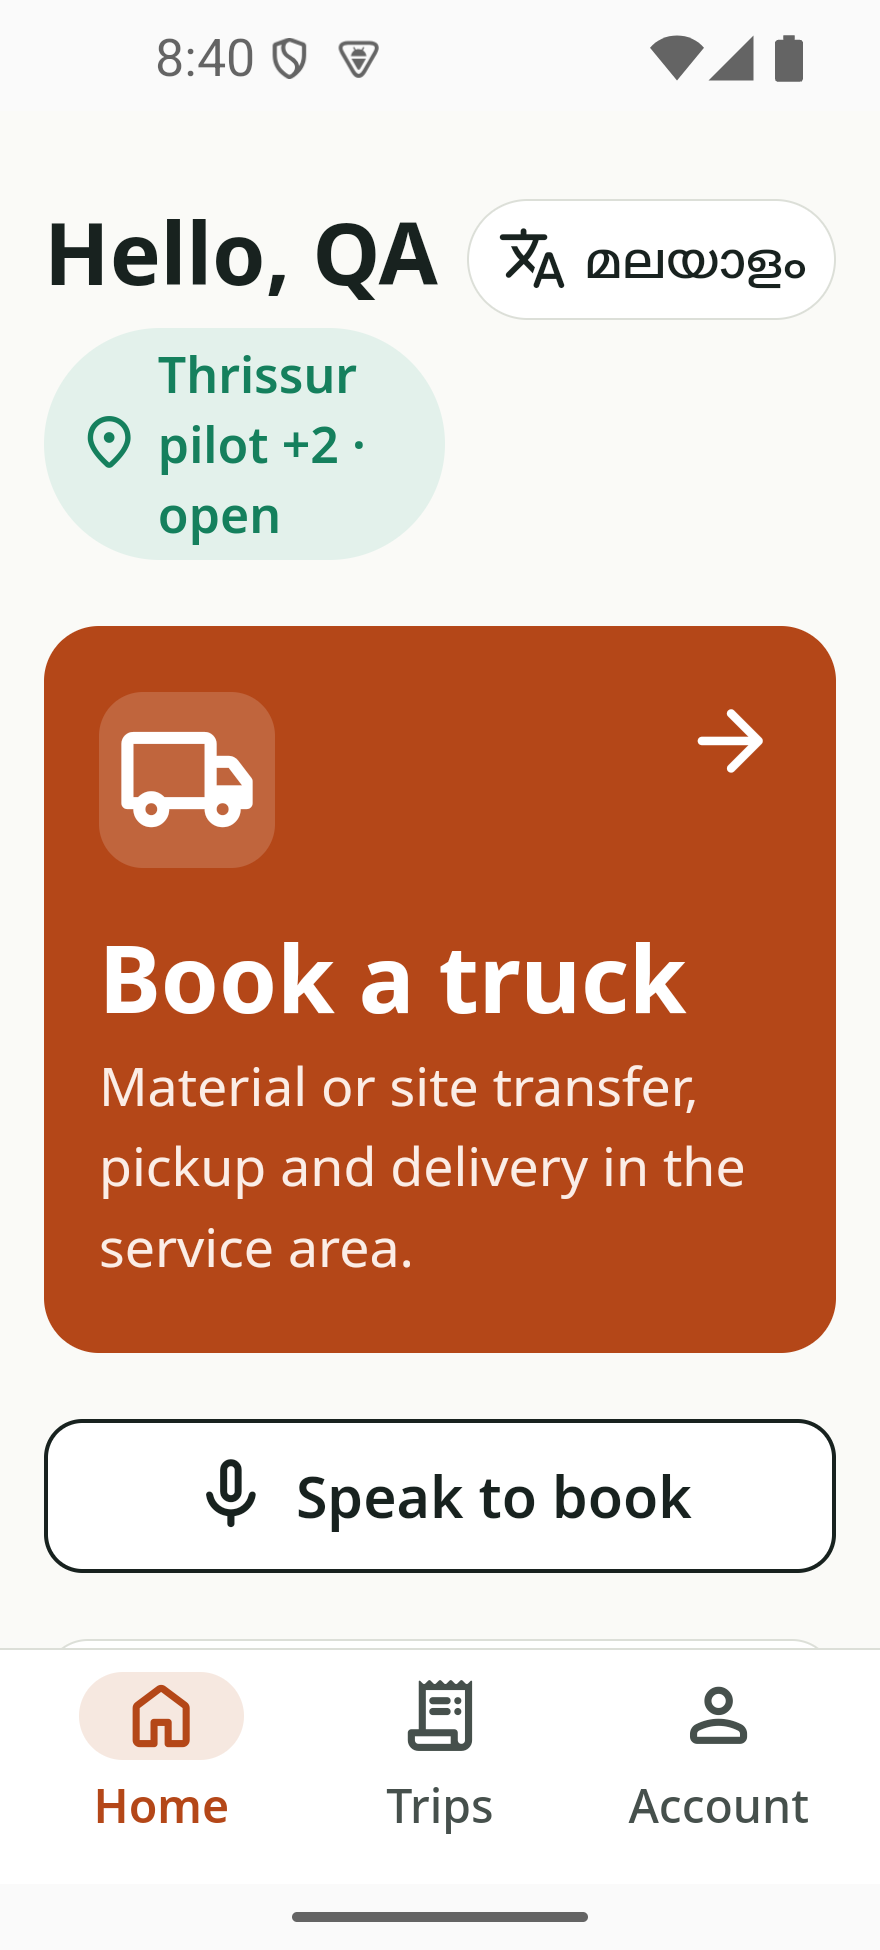 8:40
Hello, QA
മലയാളം
Thrissur
pilot +2 ·
open
Book a truck
Material or site transfer,
pickup and delivery in the
service area.
Speak to book
Home
Trips
Account